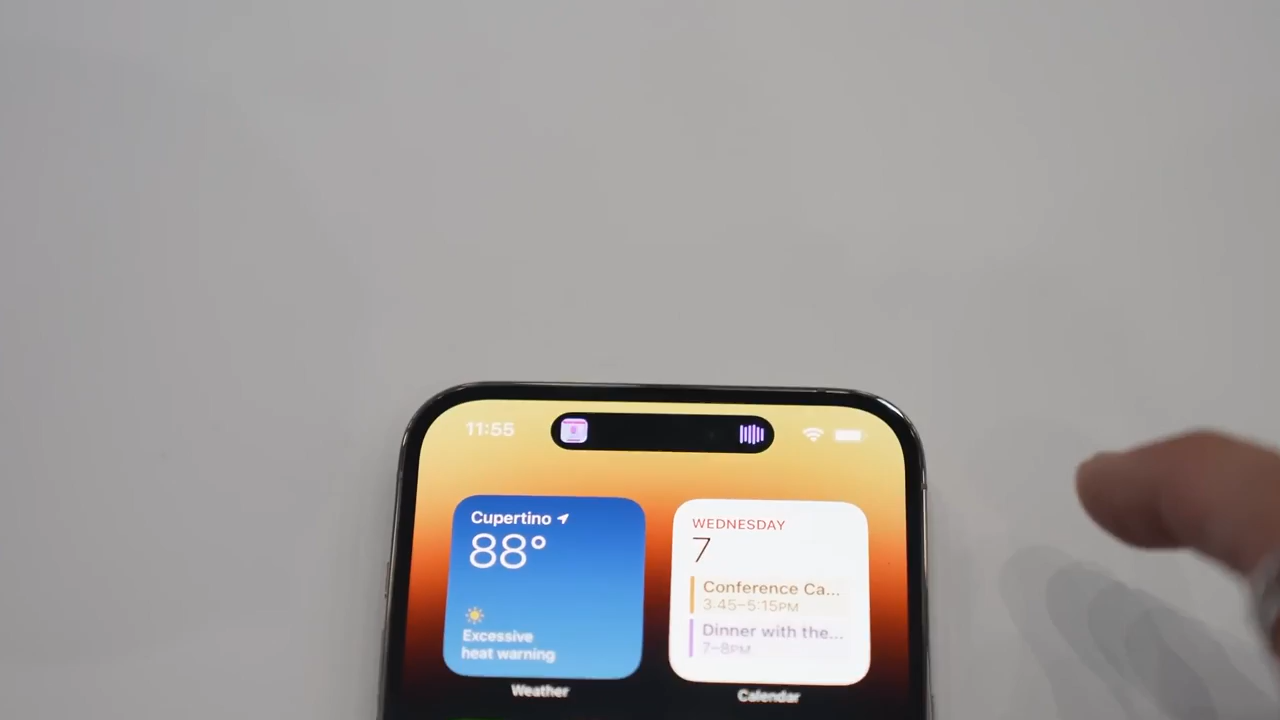 11:55
Cupertino
88°
Excessive
heat warning
Weather
WEDNESDAY
7
Conference Ca...
3:45–5:15PM
Dinner with the...
7–8PM
Calendar